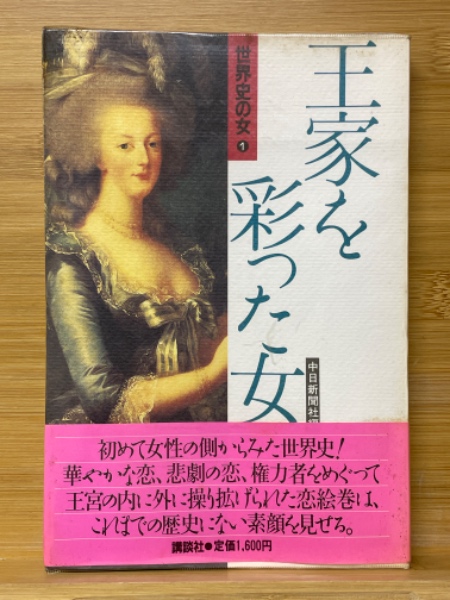 世界史の女 1
王家を
彩った女
中日新聞社
初めて女性の側からみた世界史!
華やかな恋、悲劇の恋、権力者をめぐって
王宮の内に外に操り拡げられた恋絵巻は、
これまでの歴史にない素顔を見せる。
講談社●定価1,600円